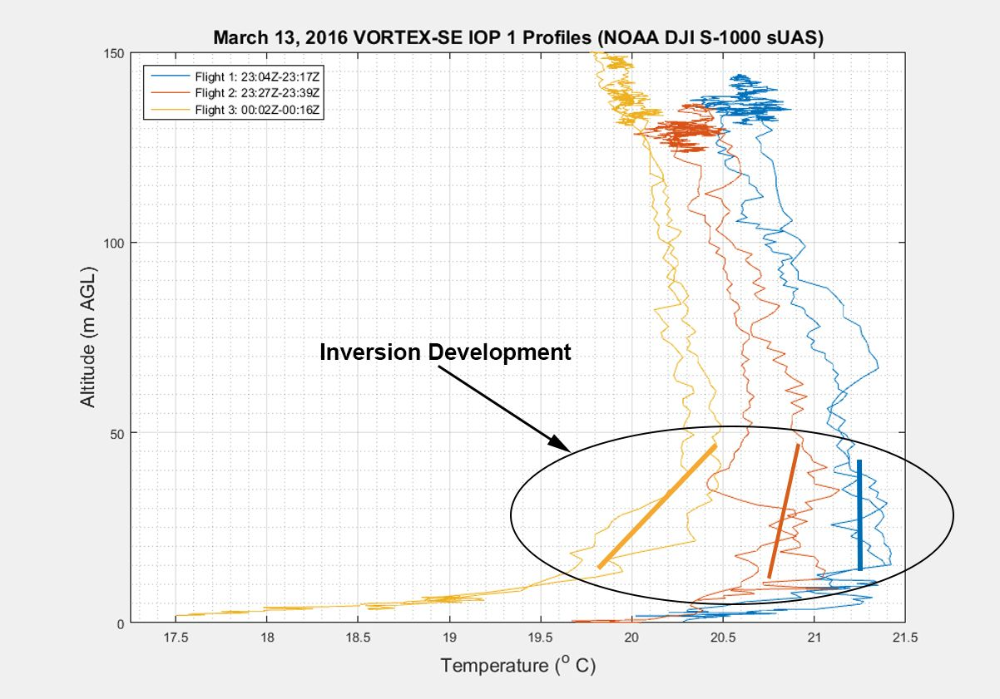 March 13, 2016 VORTEX-SE IOP 1 Profiles (NOAA DJI S-1000 sUAS)
150
Flight 1: 23:04Z-23:17Z
Flight 2: 23:27Z-23:39Z
Flight 3: 00:02Z-00:16Z
100
Altitude (m AGL)
Inversion Development
50
0
17.5 18 18.5 19 19.5 20 20.5 21 21.5
Temperature (° C)